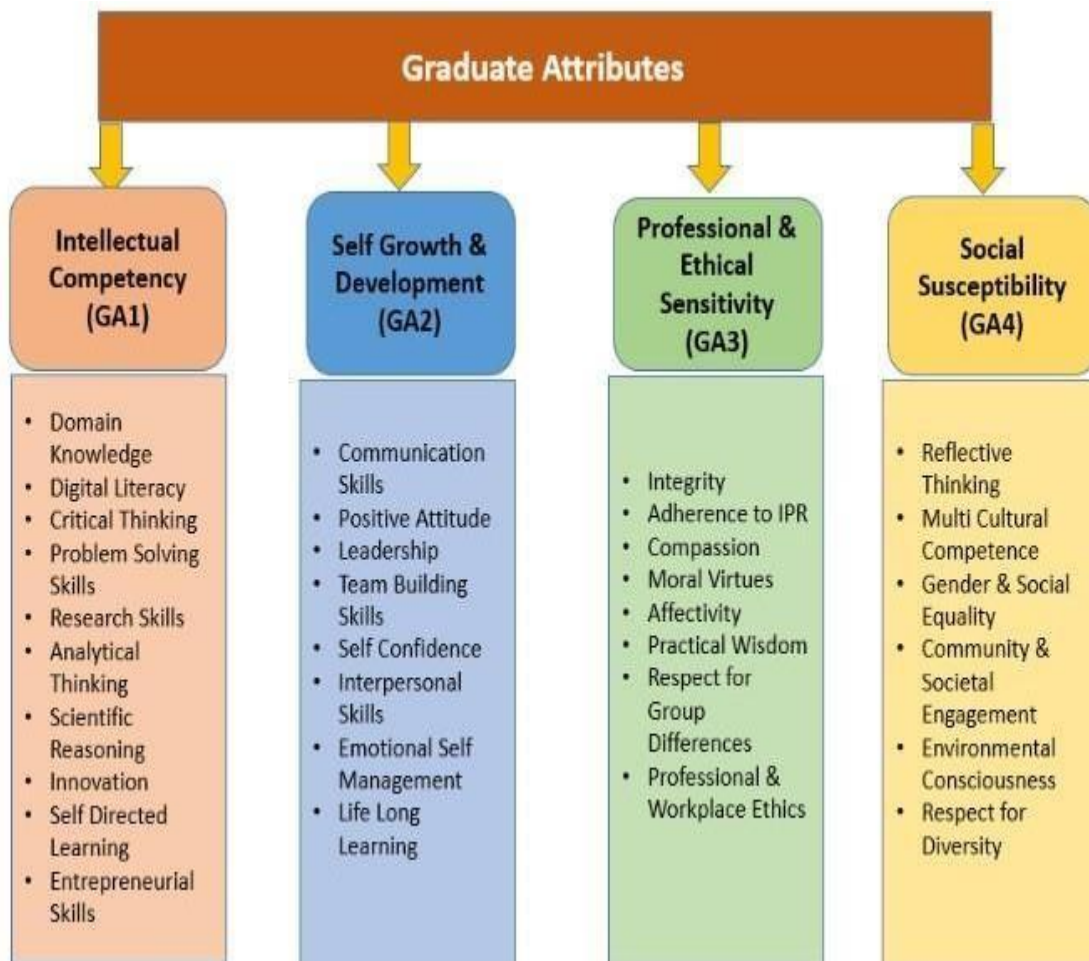 Graduate Attributes
Intellectual
Competency
(GA1)
Self Growth &
Development
(GA2)
Professional &
Ethical
Sensitivity
(GA3)
Social
Susceptibility
(GA4)
• Domain
Knowledge
• Digital Literacy
• Critical Thinking
• Problem Solving
Skills
• Research Skills
• Analytical
Thinking
• Scientific
Reasoning
• Innovation
• Self Directed
Learning
• Entrepreneurial
Skills
• Communication
Skills
• Positive Attitude
• Leadership
• Team Building
Skills
• Self Confidence
• Interpersonal
Skills
• Emotional Self
Management
• Life Long
Learning
• Integrity
• Adherence to IPR
• Compassion
• Moral Virtues
• Affectivity
• Practical Wisdom
• Respect for
Group
Differences
• Professional &
Workplace Ethics
• Reflective
Thinking
• Multi Cultural
Competence
• Gender & Social
Equality
• Community &
Societal
Engagement
• Environmental
Consciousness
• Respect for
Diversity